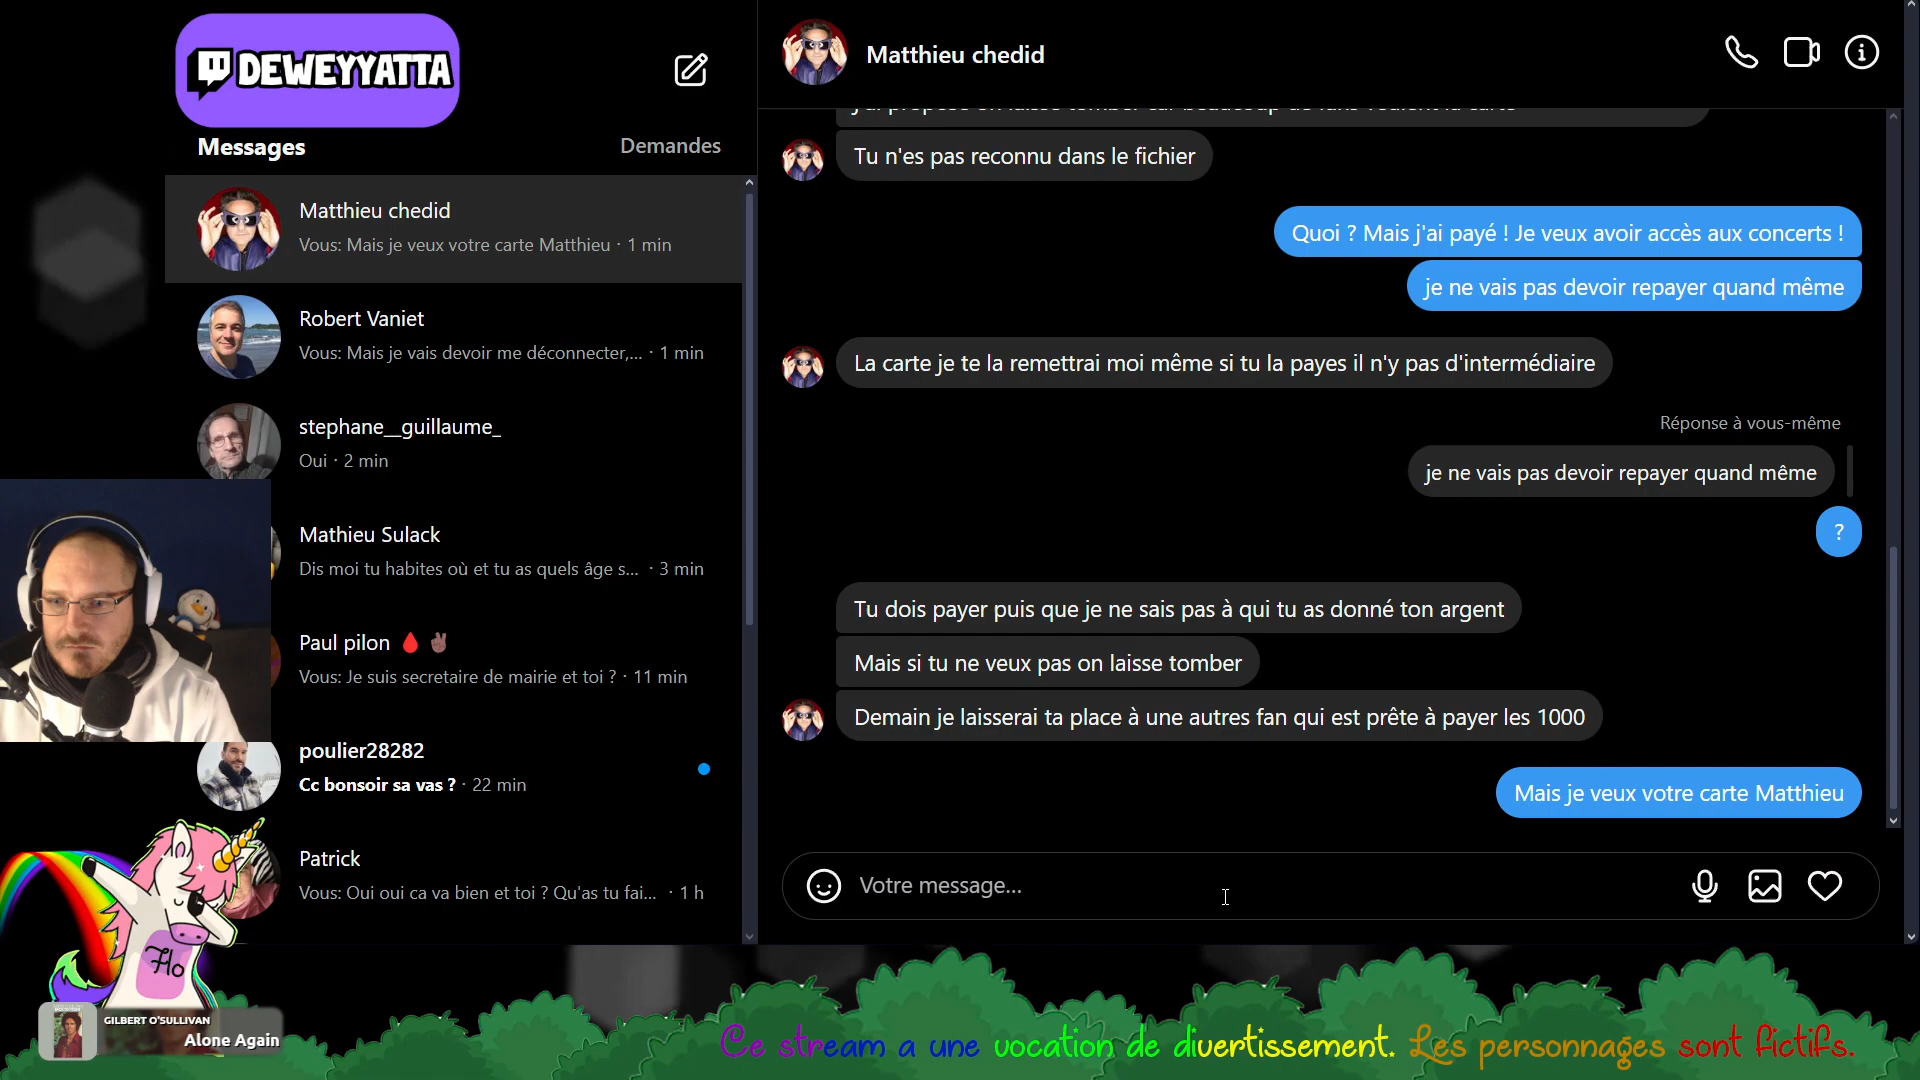 DEWEYYATTA
Messages
Demandes
Matthieu chedid
Vous: Mais je veux votre carte Matthieu · 1 min
Robert Vaniet
Vous: Mais je vais devoir me déconnecter,... · 1 min
stephane__guillaume_
Oui · 2 min
Mathieu Sulack
Dis moi tu habites où et tu as quels âge s... · 3 min
Paul pilon 🩸 ✌🏿
Vous: Je suis secretaire de mairie et toi ? · 11 min
poulier28282
Cc bonsoir sa vas ? · 22 min
Patrick
Vous: Oui oui ca va bien et toi ? Qu'as tu fai... · 1 h
Flo
GILBERT O'SULLIVAN
Alone Again
Matthieu chedid
Tu n'es pas reconnu dans le fichier
Quoi ? Mais j'ai payé ! Je veux avoir accès aux concerts !
je ne vais pas devoir repayer quand même
La carte je te la remettrai moi même si tu la payes il n'y pas d'intermédiaire
Réponse à vous-même
je ne vais pas devoir repayer quand même
?
Tu dois payer puis que je ne sais pas à qui tu as donné ton argent
Mais si tu ne veux pas on laisse tomber
Demain je laisserai ta place à une autres fan qui est prête à payer les 1000
Mais je veux votre carte Matthieu
Votre message...
Ce stream a une vocation de divertissement. Les personnages sont fictifs.